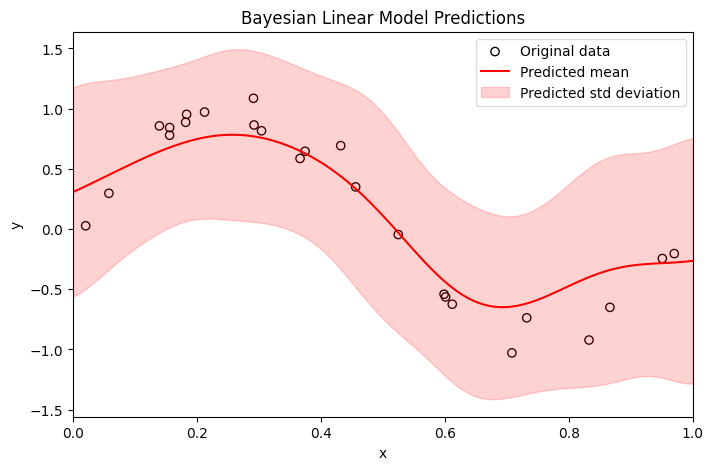 Bayesian Linear Model Predictions
Original data
Predicted mean
Predicted std deviation
y
1.5
1.0
0.5
0.0
−0.5
−1.0
−1.5
0.0 0.2 0.4 0.6 0.8 1.0
x